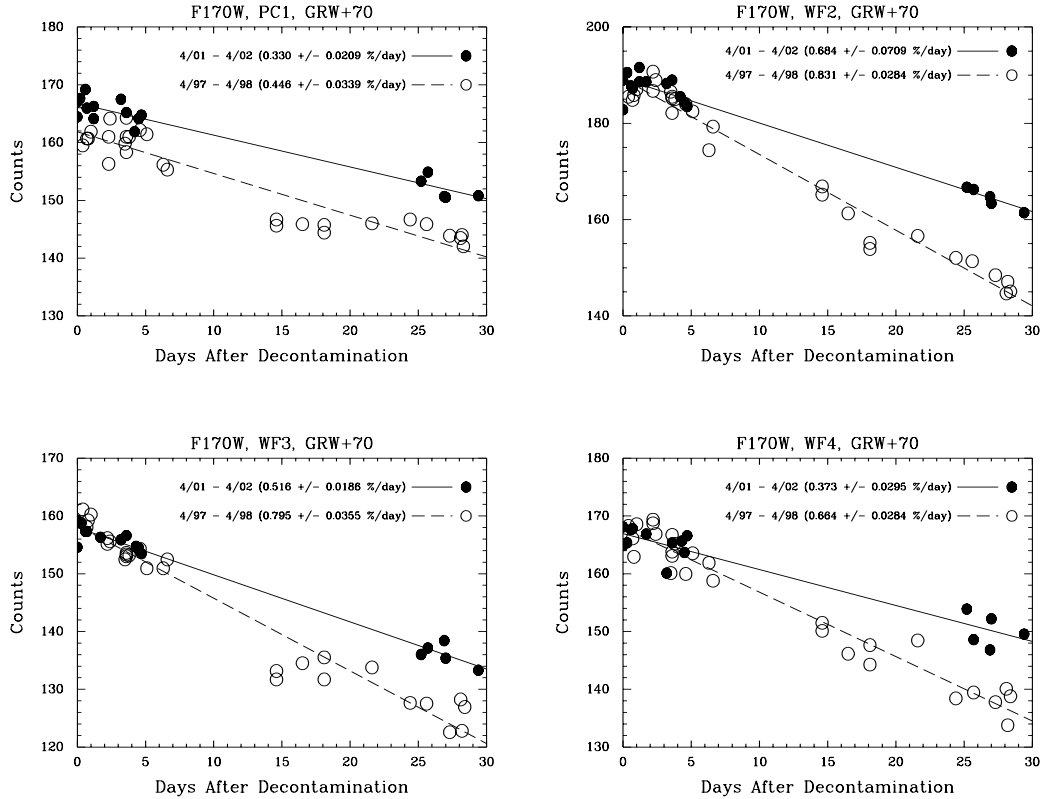 F170W, PC1, GRW+70
180
170
160
150
140
130
Counts
4/01 - 4/02 (0.330 +/- 0.0209 %/day)
4/97 - 4/98 (0.446 +/- 0.0339 %/day)
0 5 10 15 20 25 30
Days After Decontamination
F170W, WF2, GRW+70
200
180
160
140
Counts
4/01 - 4/02 (0.684 +/- 0.0709 %/day)
4/97 - 4/98 (0.831 +/- 0.0284 %/day)
0 5 10 15 20 25 30
Days After Decontamination
F170W, WF3, GRW+70
170
160
150
140
130
120
Counts
4/01 - 4/02 (0.516 +/- 0.0186 %/day)
4/97 - 4/98 (0.795 +/- 0.0355 %/day)
0 5 10 15 20 25 30
Days After Decontamination
F170W, WF4, GRW+70
180
170
160
150
140
130
Counts
4/01 - 4/02 (0.373 +/- 0.0295 %/day)
4/97 - 4/98 (0.664 +/- 0.0284 %/day)
0 5 10 15 20 25 30
Days After Decontamination